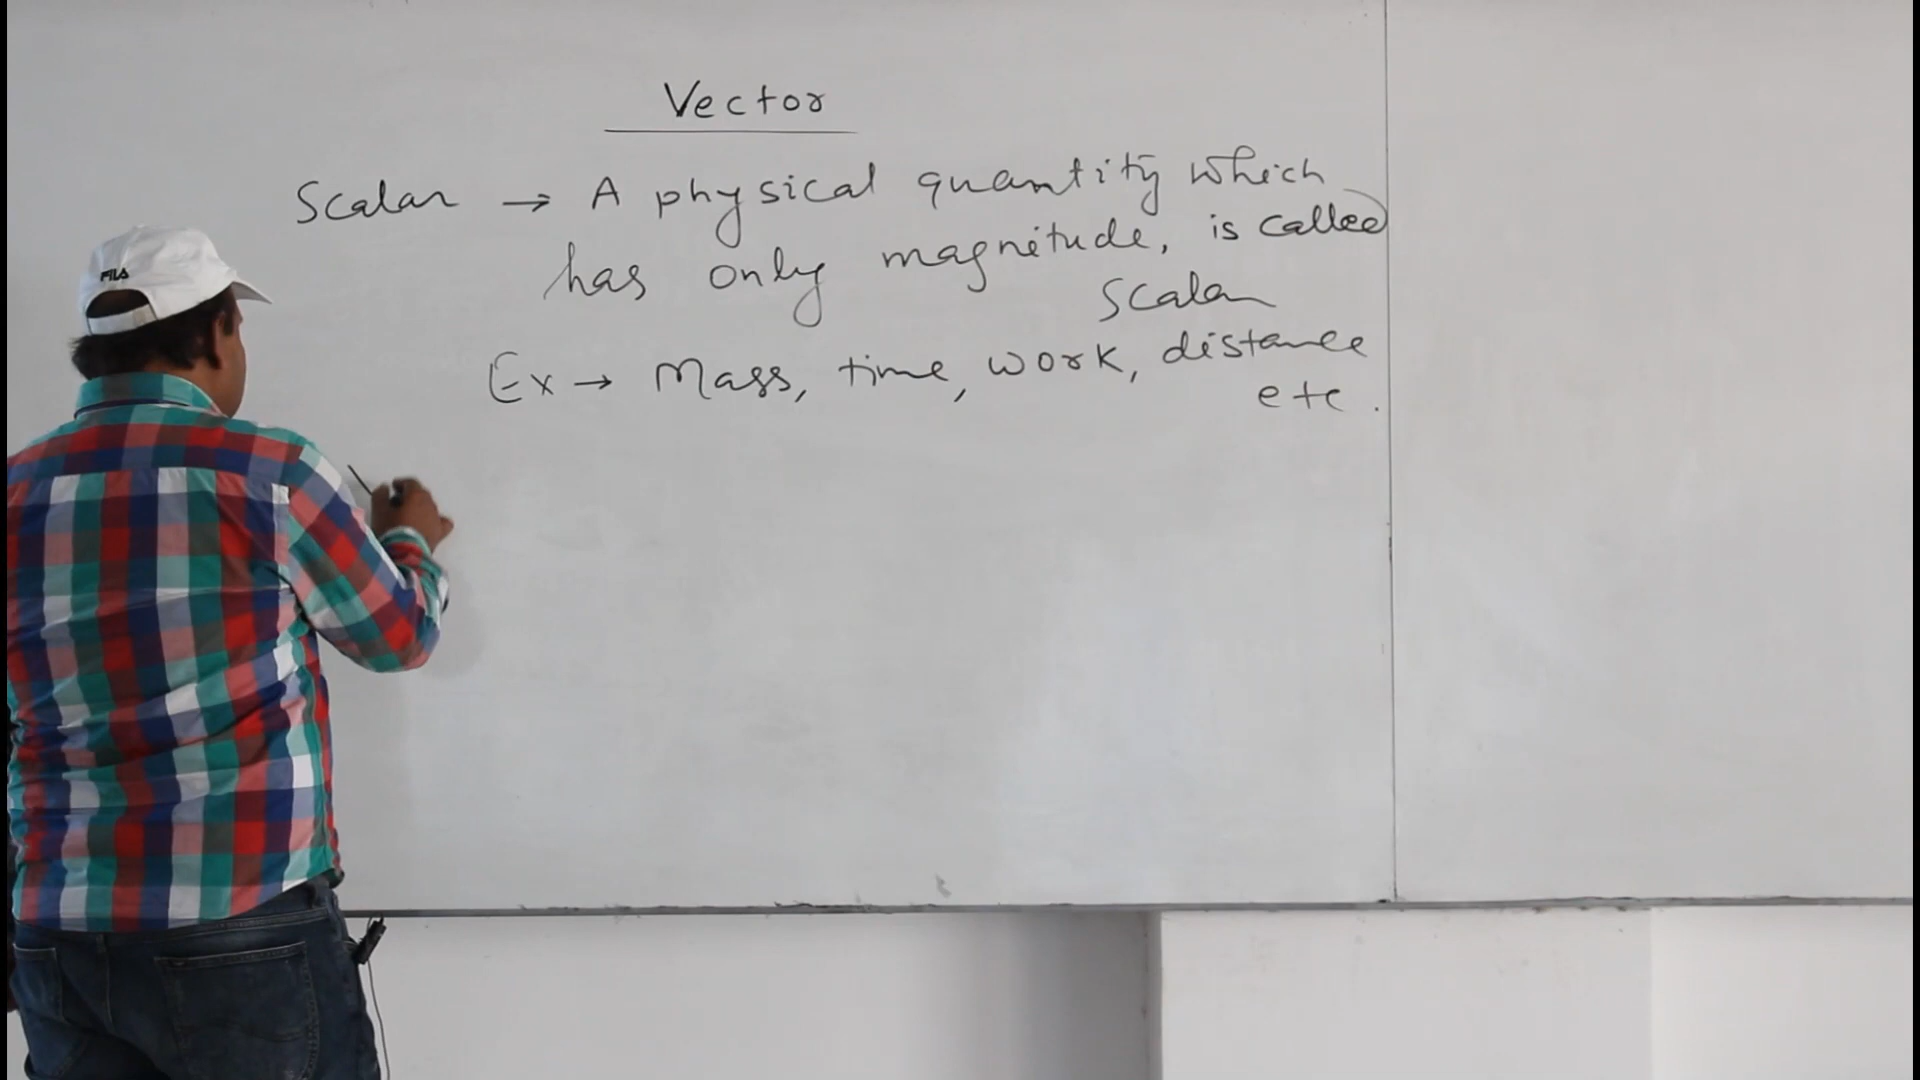 Vector
Scalar → A physical quantity which
has only magnitude, is called
Scalar
Ex → Mass, time, work, distance
etc.
FILA